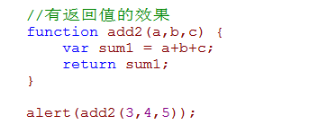 //有返回值的效果
function add2(a,b,c) {
    var sum1 = a+b+c;
    return sum1;
}
alert(add2(3,4,5));